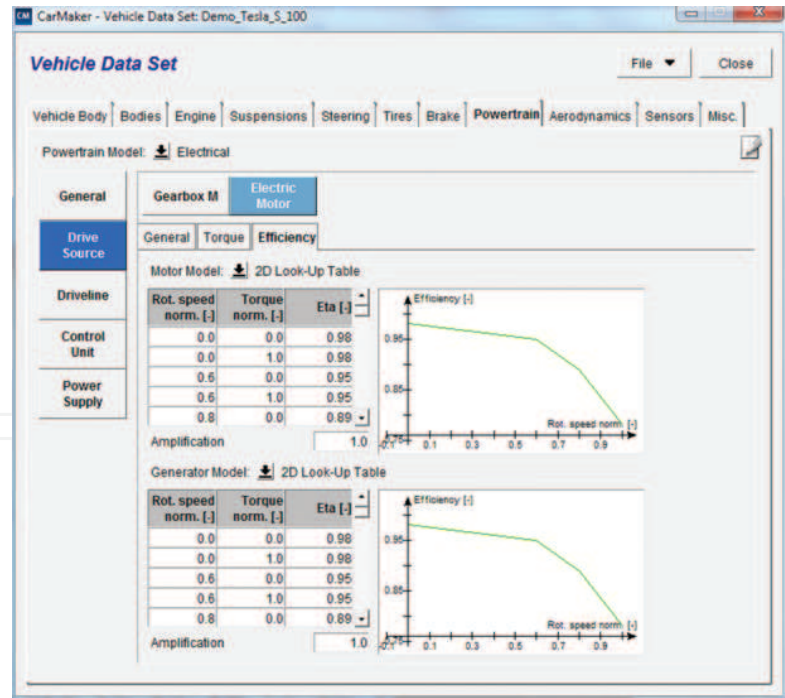 CM CarMaker - Vehicle Data Set: Demo_Tesla_S_100
Vehicle Data Set
File Close
Vehicle Body Bodies Engine Suspensions Steering Tires Brake Powertrain Aerodynamics Sensors Misc.
Powertrain Model: Electrical
General
Drive
Source
Driveline
Control
Unit
Power
Supply
Gearbox M
Electric
Motor
General Torque Efficiency
Motor Model: 2D Look-Up Table
Rot. speed Torque Eta [-]
norm. [-] norm. [-]
0.0 0.0 0.98
0.0 1.0 0.98
0.6 0.0 0.95
0.6 1.0 0.95
0.8 0.0 0.89
Amplification 1.0
Efficiency [-]
0.95
0.85
Rot. speed norm. [-]
0.1 0.3 0.5 0.7 0.9
Generator Model: 2D Look-Up Table
Rot. speed Torque Eta [-]
norm. [-] norm. [-]
0.0 0.0 0.98
0.0 1.0 0.98
0.6 0.0 0.95
0.6 1.0 0.95
0.8 0.0 0.89
Amplification 1.0
Efficiency [-]
0.95
0.85
Rot. speed norm. [-]
0.1 0.3 0.5 0.7 0.9